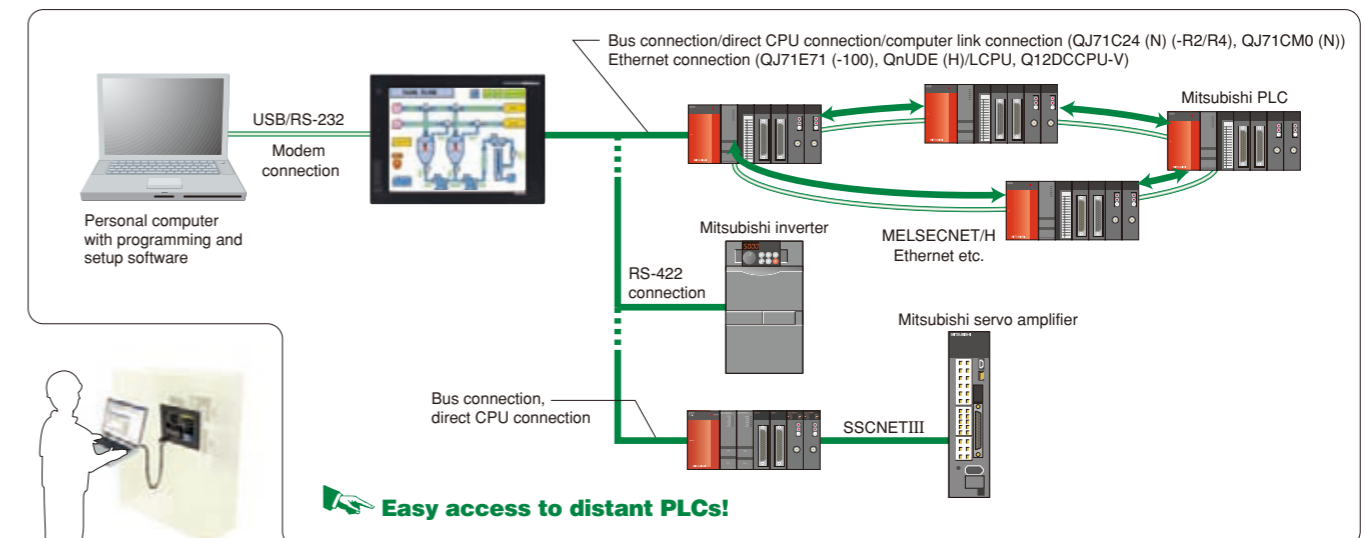 Bus connection/direct CPU connection/computer link connection (QJ71C24 (N) (-R2/R4), QJ71CM0 (N))
Ethernet connection (QJ71E71 (-100), QnUDE (H)/LCPU, Q12DCCPU-V)
Mitsubishi PLC
USB/RS-232
Modem
connection
Personal computer
with programming and
setup software
Mitsubishi inverter
MELSECNET/H
Ethernet etc.
RS-422
connection
Mitsubishi servo amplifier
Bus connection,
direct CPU connection
SSCNETIII
Easy access to distant PLCs!